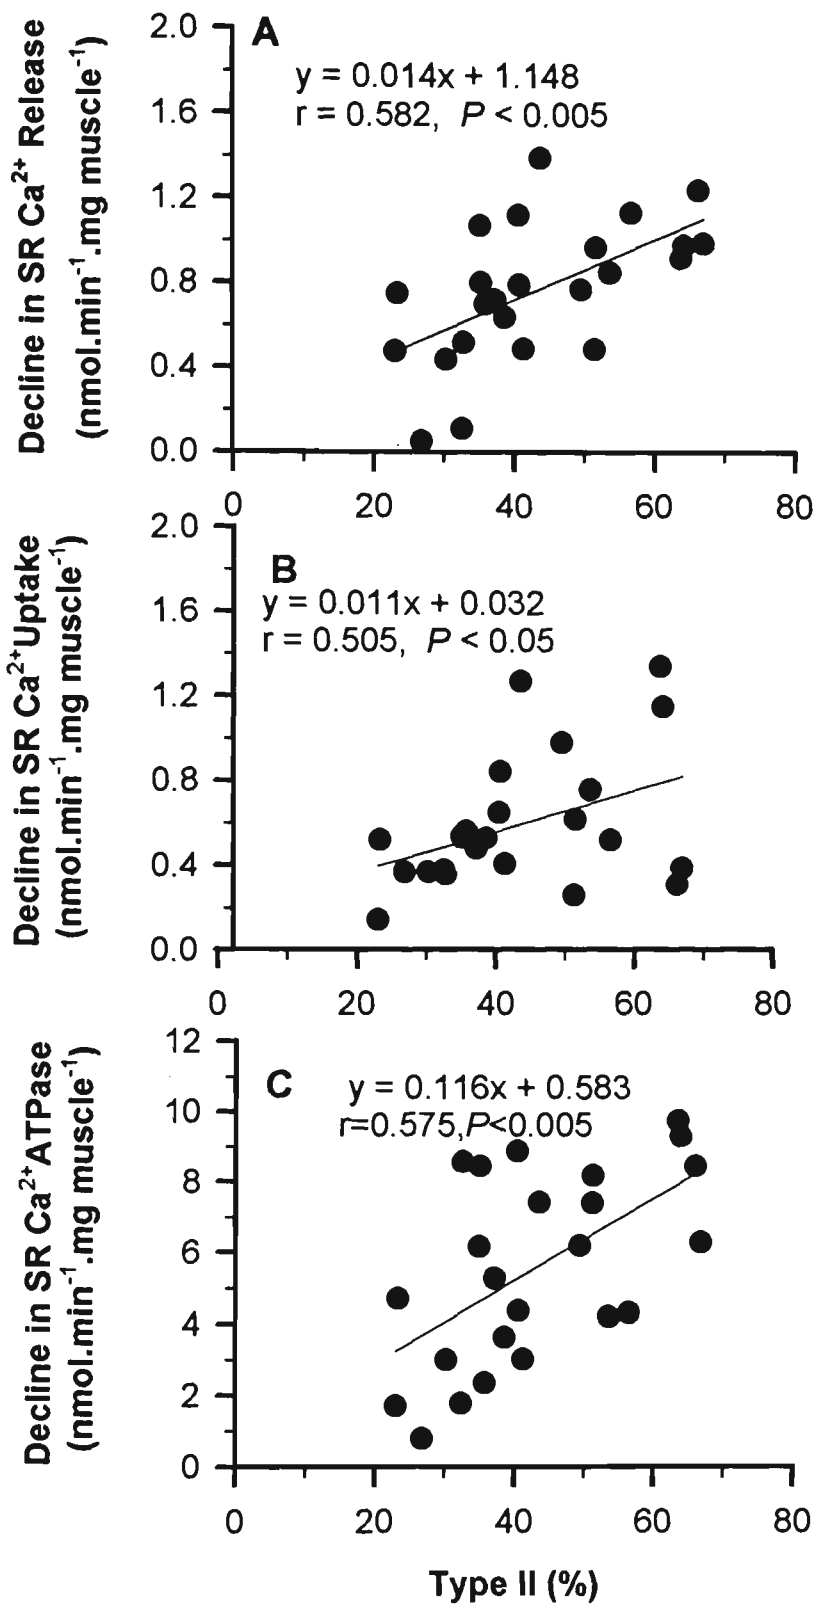 A
y = 0.014x + 1.148
r = 0.582, P < 0.005
Decline in SR Ca²⁺ Release
(nmol.min⁻¹.mg muscle⁻¹)
2.0
1.6
1.2
0.8
0.4
0.0
0 20 40 60 80
B
y = 0.011x + 0.032
r = 0.505, P < 0.05
Decline in SR Ca²⁺Uptake
(nmol.min⁻¹.mg muscle⁻¹)
2.0
1.6
1.2
0.8
0.4
0.0
0 20 40 60 80
C
y = 0.116x + 0.583
r=0.575,P<0.005
Decline in SR Ca²⁺ATPase
(nmol.min⁻¹.mg muscle⁻¹)
12
10
8
6
4
2
0
0 20 40 60 80
Type II (%)